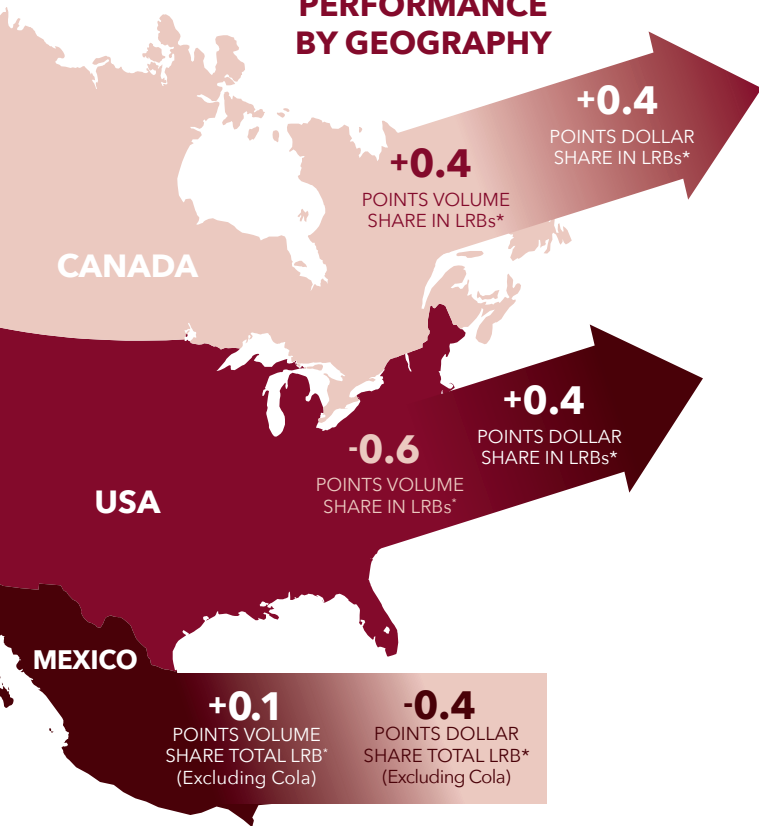 PERFORMANCE
BY GEOGRAPHY
+0.4
POINTS DOLLAR
SHARE IN LRBs*
+0.4
POINTS VOLUME
SHARE IN LRBs*
CANADA
+0.4
POINTS DOLLAR
SHARE IN LRBs*
-0.6
POINTS VOLUME
SHARE IN LRBs*
USA
MEXICO
+0.1
POINTS VOLUME
SHARE TOTAL LRB*
(Excluding Cola)
-0.4
POINTS DOLLAR
SHARE TOTAL LRB*
(Excluding Cola)